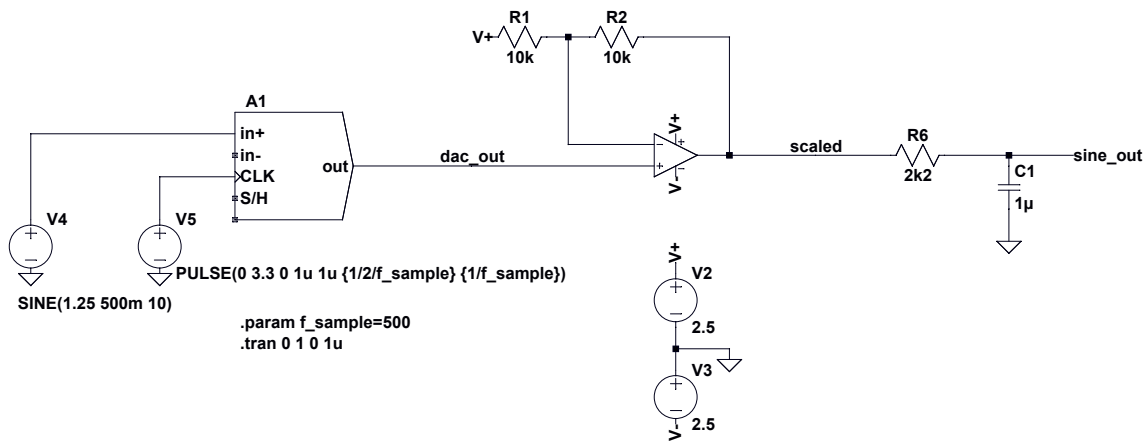 R1
R2
V+
10k
10k
A1
in+
in-
CLK
S/H
out
dac_out
V+
V-
scaled
R6
2k2
sine_out
C1
1µ
V4
SINE(1.25 500m 10)
V5
PULSE(0 3.3 0 1u 1u {1/2/f_sample} {1/f_sample})
.param f_sample=500
.tran 0 1 0 1u
V+
V2
2.5
V3
2.5
V-